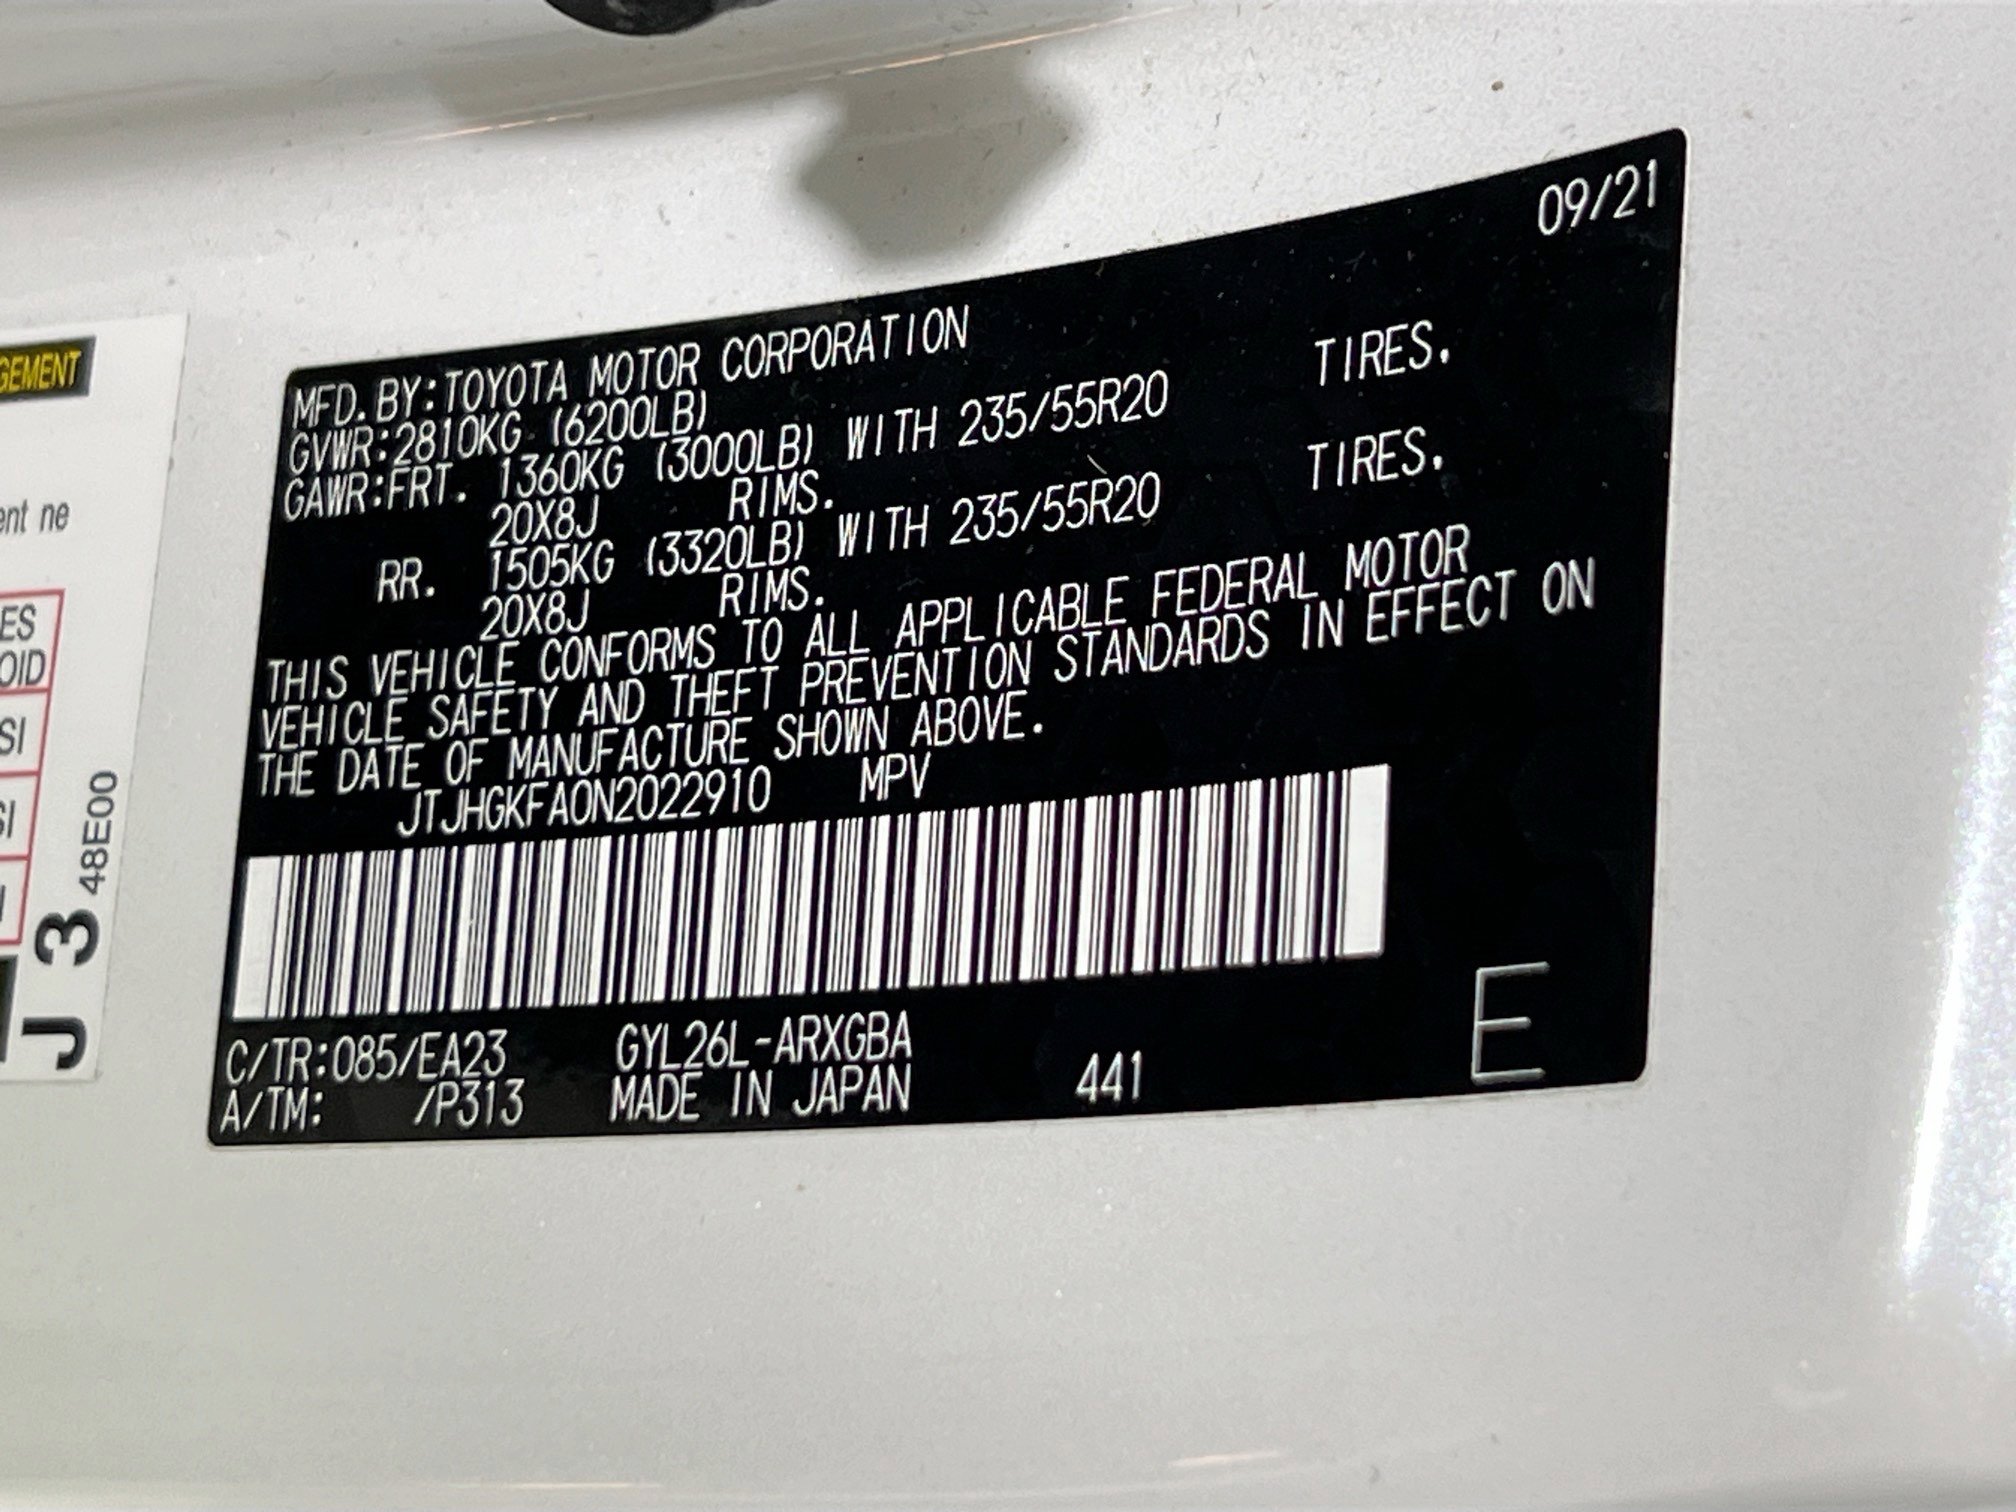 09/21
MFD.BY:TOYOTA MOTOR CORPORATION
GVWR:2810KG (6200LB)
GAWR:FRT. 1360KG (3000LB) WITH 235/55R20 TIRES.
20X8J RIMS.
RR. 1505KG (3320LB) WITH 235/55R20 TIRES.
20X8J RIMS.
THIS VEHICLE CONFORMS TO ALL APPLICABLE FEDERAL MOTOR
VEHICLE SAFETY AND THEFT PREVENTION STANDARDS IN EFFECT ON
THE DATE OF MANUFACTURE SHOWN ABOVE.
JTJHGKFA0N2022910 MPV
C/TR:085/EA23 GYL26L-ARXGBA
A/TM: /P313 MADE IN JAPAN 441
E
GEMENT
ent ne
ES
OID
SI
SI
J 3 48E00